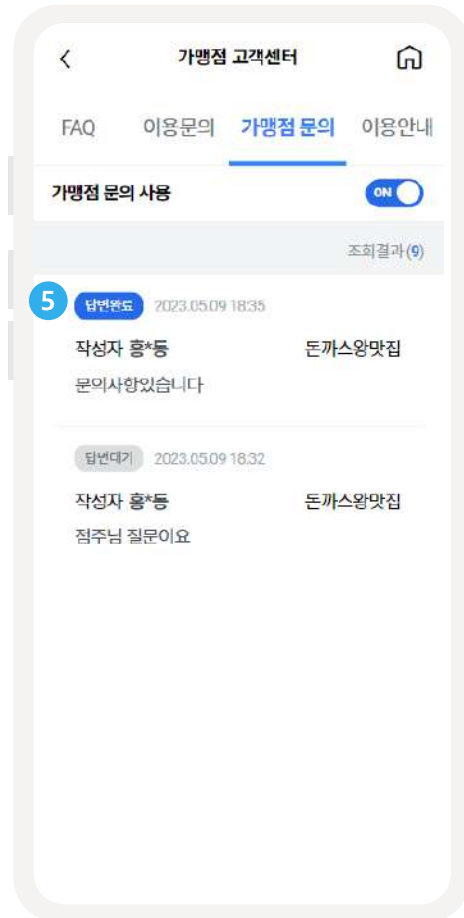 가맹점 고객센터
FAQ 이용문의 가맹점 문의 이용안내
가맹점 문의 사용 ON
조회결과(9)
5 답변완료 2023.05.09 18:35
작성자 홍*동 돈까스왕맛집
문의사항있습니다
답변대기 2023.05.09 18:32
작성자 홍*동 돈까스왕맛집
점주님 질문이요